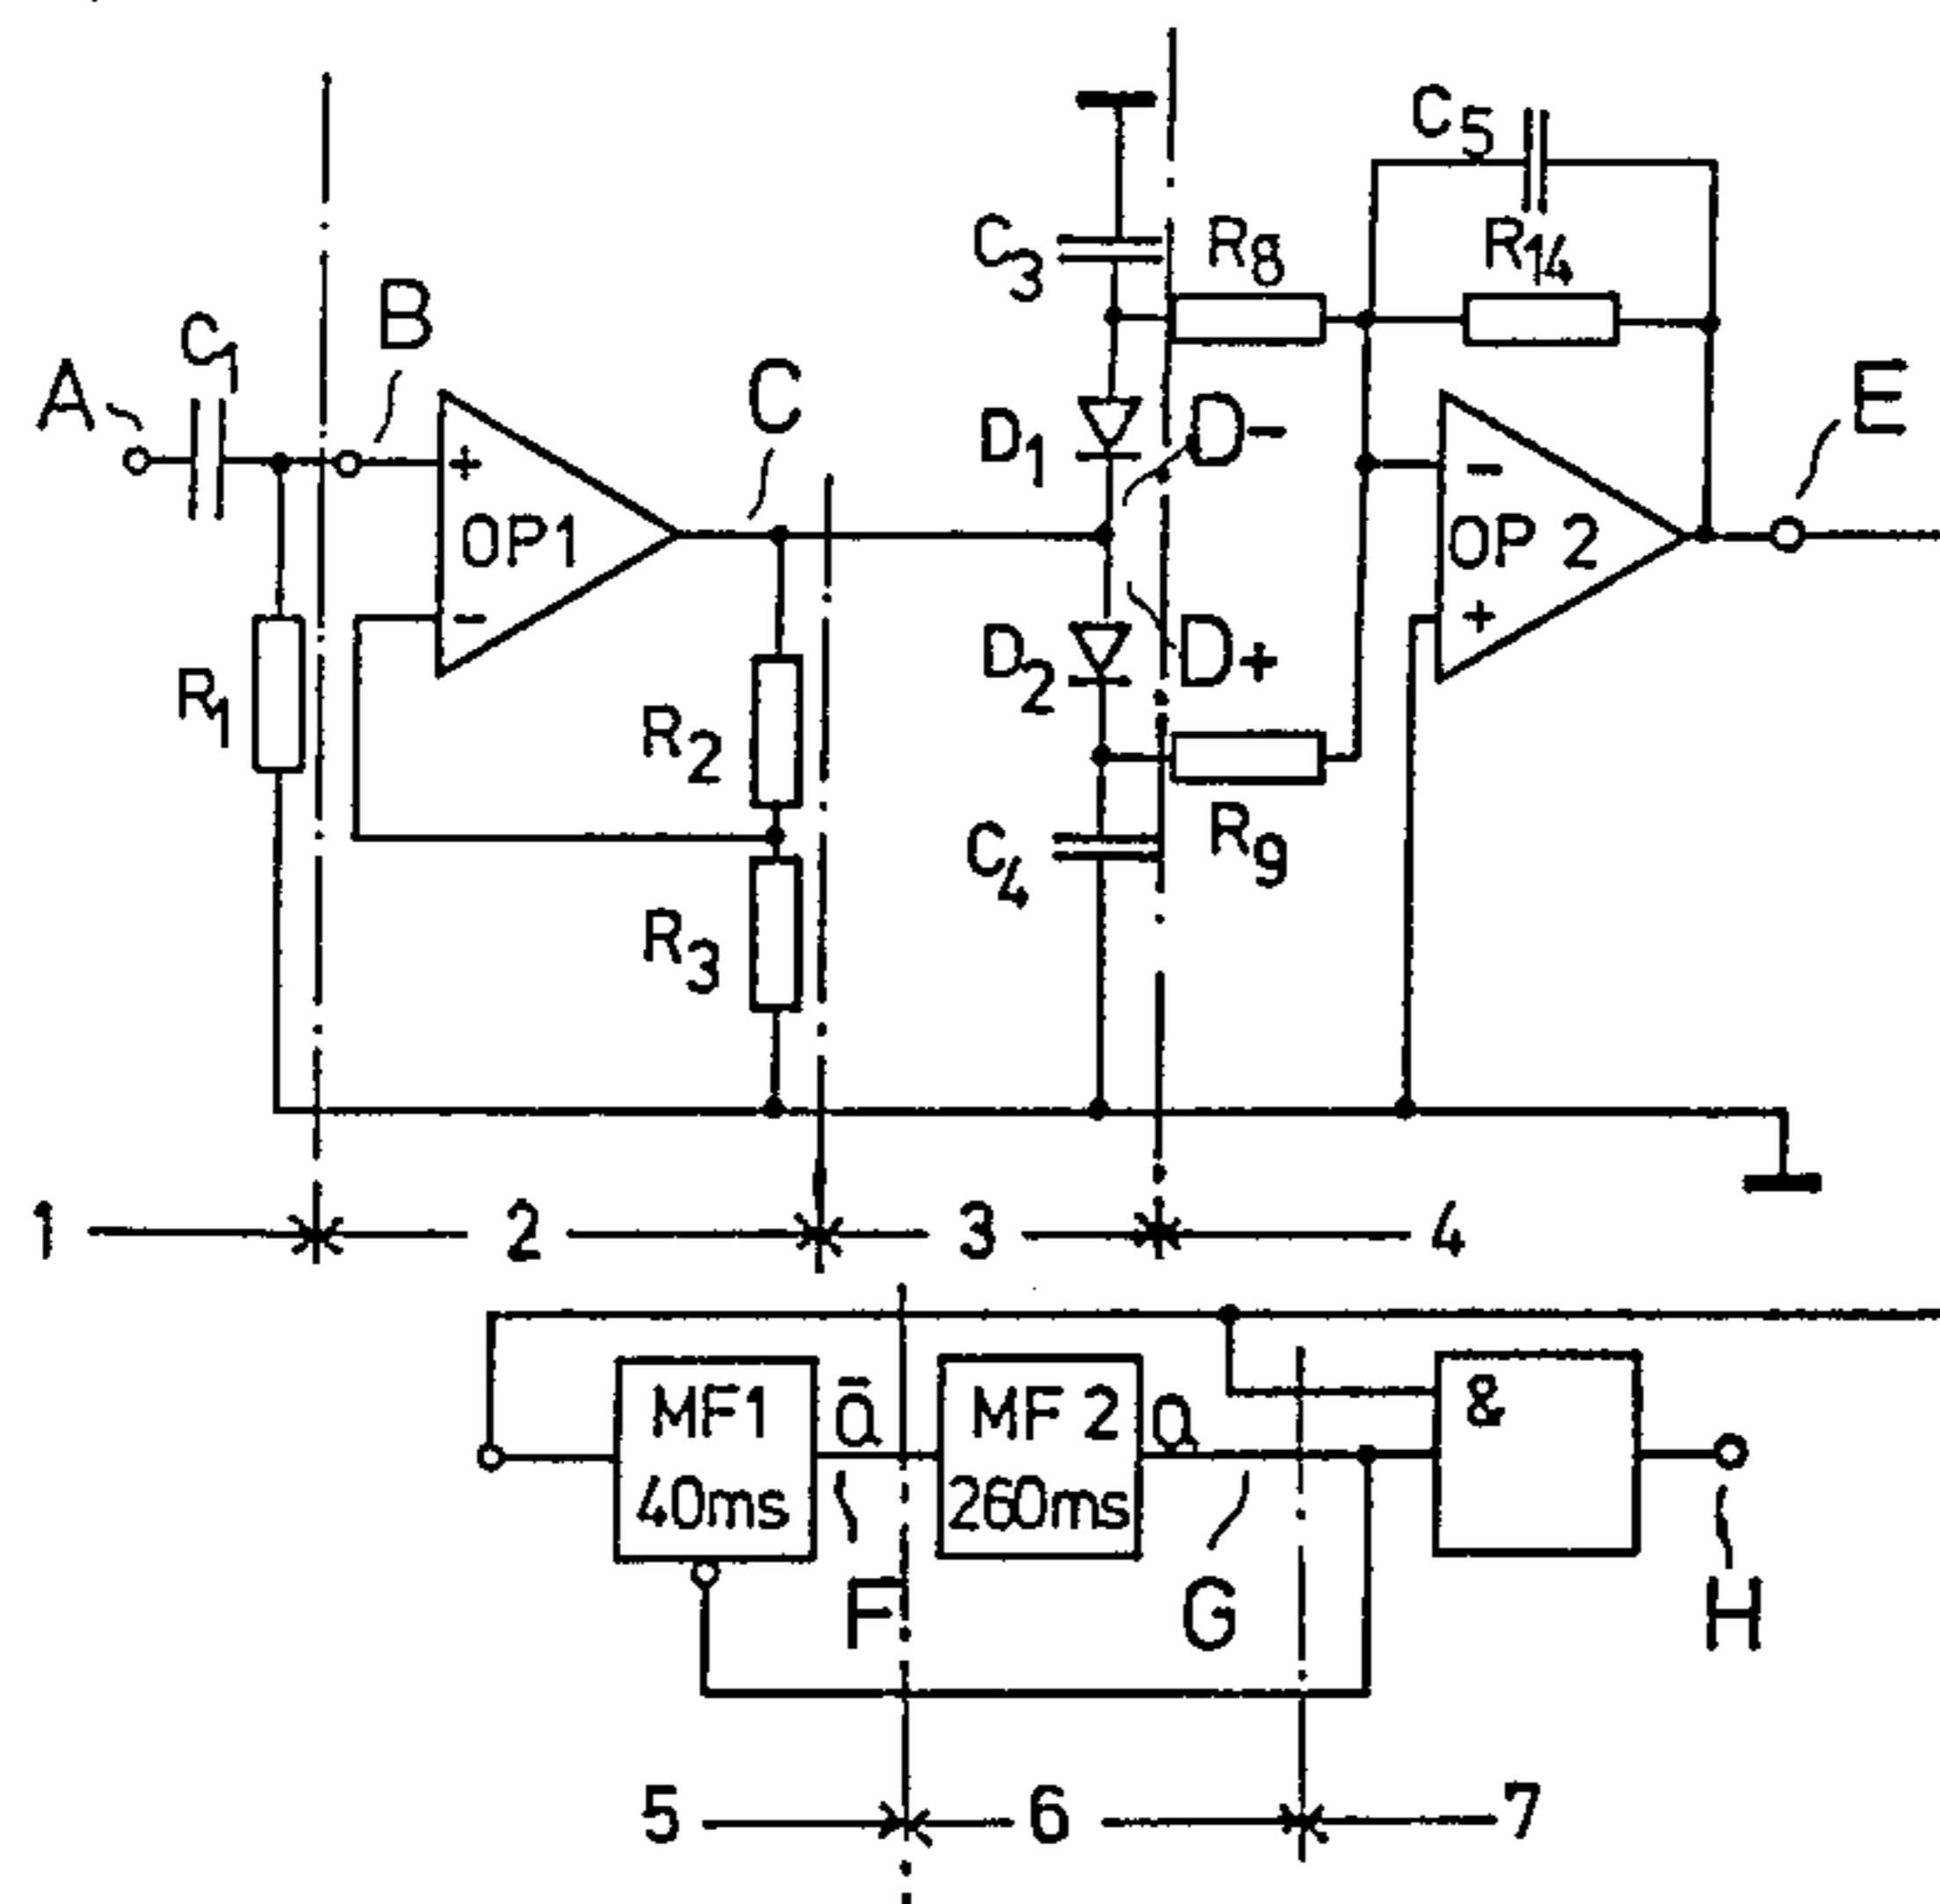 C5
C3
R8
R14
B
C1
A
C
D1
D-
E
+
OP1
-
-
OP 2
+
D2
D+
R1
R2
R9
C4
R3
1
2
3
4
MF1
40ms
Q̄
MF 2
260ms
Q
&
F
G
H
5
6
7